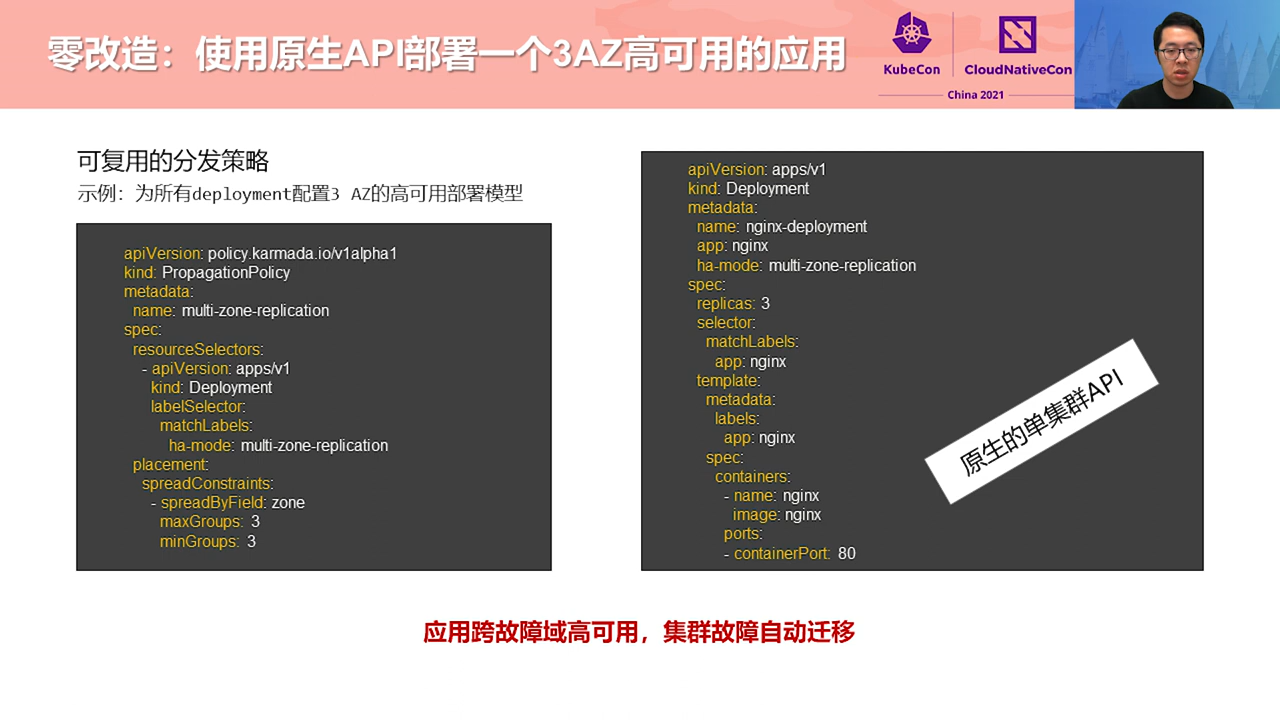 零改造：使用原生API部署一个3AZ高可用的应用
KubeCon
CloudNativeCon
China 2021
可复用的分发策略
示例：为所有deployment配置3 AZ的高可用部署模型
apiVersion: policy.karmada.io/v1alpha1
kind: PropagationPolicy
metadata:
  name: multi-zone-replication
spec:
  resourceSelectors:
    - apiVersion: apps/v1
      kind: Deployment
      labelSelector:
        matchLabels:
          ha-mode: multi-zone-replication
  placement:
    spreadConstraints:
      - spreadByField: zone
        maxGroups: 3
        minGroups: 3
apiVersion: apps/v1
kind: Deployment
metadata:
  name: nginx-deployment
  app: nginx
  ha-mode: multi-zone-replication
spec:
  replicas: 3
  selector:
    matchLabels:
      app: nginx
  template:
    metadata:
      labels:
        app: nginx
    spec:
      containers:
        - name: nginx
          image: nginx
        ports:
        - containerPort: 80
原生的单集群API
应用跨故障域高可用，集群故障自动迁移